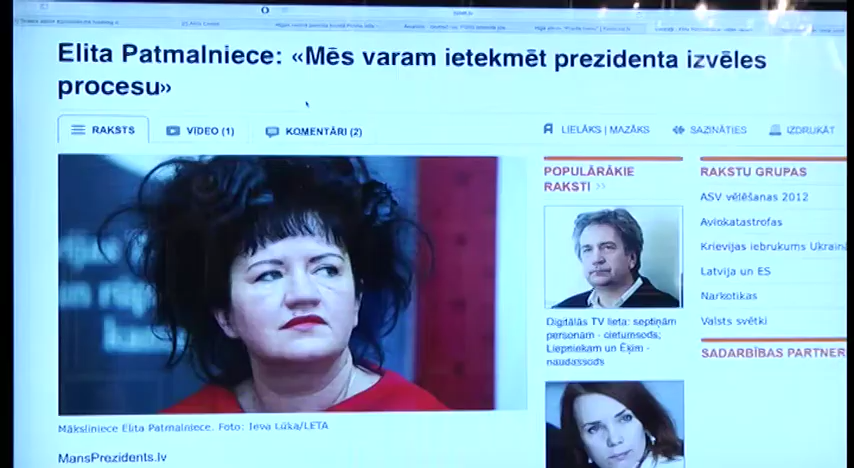 Elita Patmalniece: «Mēs varam ietekmēt prezidenta izvēles
procesu»
RAKSTS
VIDEO (1)
KOMENTĀRI (2)
LIELĀKS | MAZĀKS
SAZINĀTIES
IZDRUKĀT
Māksliniece Elita Patmalniece. Foto: Ieva Lūka/LETA
MansPrezidents.lv
POPULĀRĀKIE
RAKSTI >>
Digitālās TV lieta: septiņām
personām - cietumsods;
Liepniekam un Ēķim -
naudassods
RAKSTU GRUPAS
ASV vēlēšanas 2012
Aviokatastrofas
Krievijas iebrukums Ukrainā
Latvija un ES
Narkotikas
Valsts svētki
SADARBĪBAS PARTNER